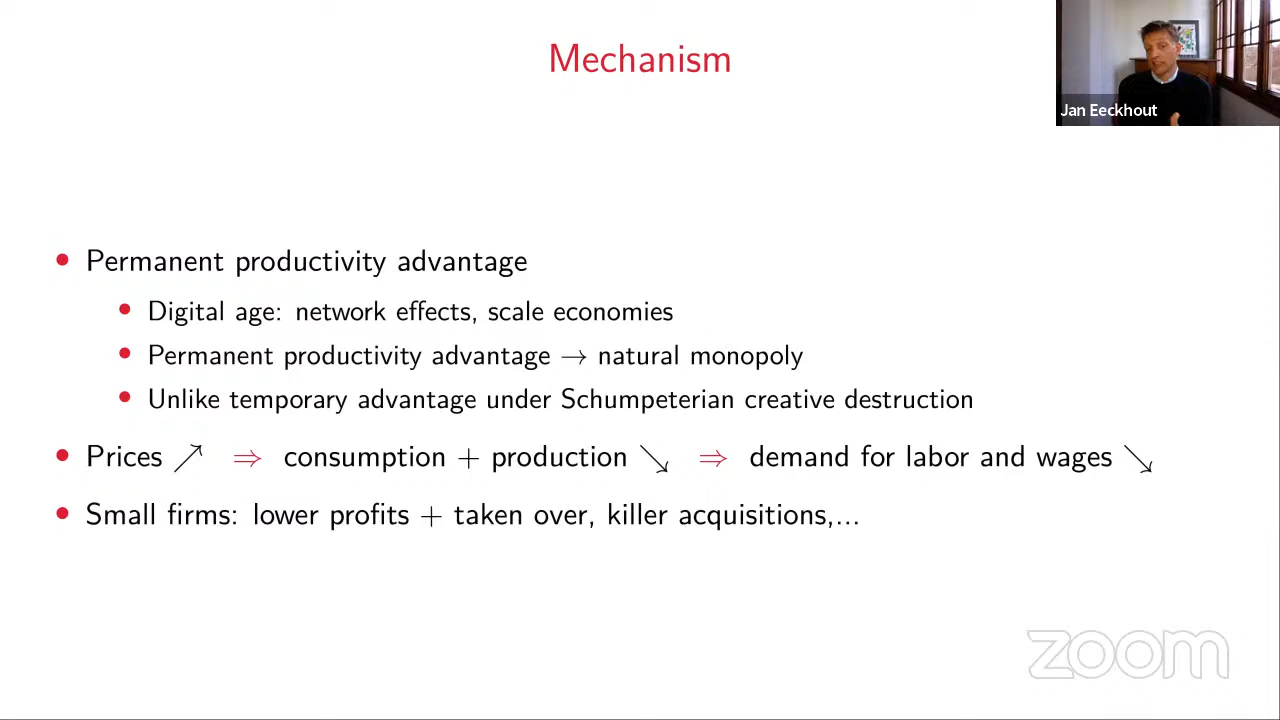 Mechanism
Jan Eeckhout
• Permanent productivity advantage
• Digital age: network effects, scale economies
• Permanent productivity advantage → natural monopoly
• Unlike temporary advantage under Schumpeterian creative destruction
• Prices ↗ ⇒ consumption + production ↘ ⇒ demand for labor and wages ↘
• Small firms: lower profits + taken over, killer acquisitions,...
zoom